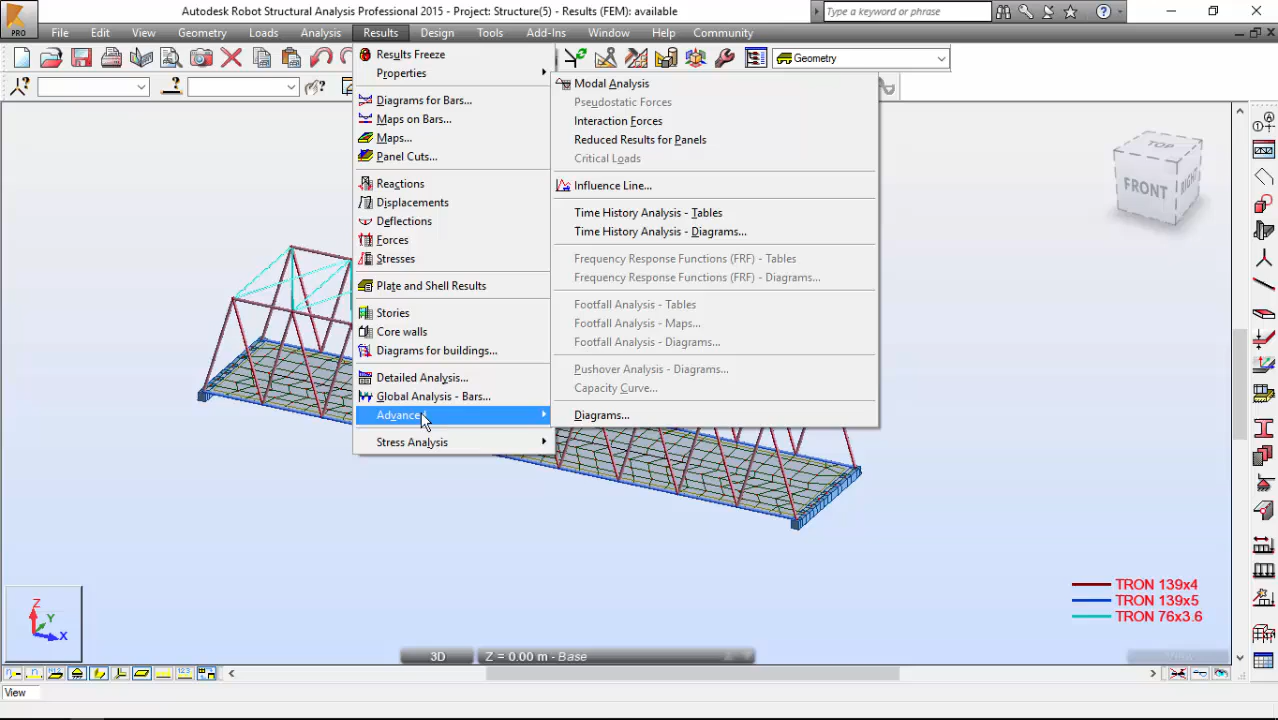 Autodesk Robot Structural Analysis Professional 2015 - Project: Structure(5) - Results (FEM): available
Type a keyword or phrase
PRO
File Edit View Geometry Loads Analysis Results Design Tools Add-Ins Window Help Community
Geometry
Results Freeze
Properties
Diagrams for Bars...
Maps on Bars...
Maps...
Panel Cuts...
Reactions
Displacements
Deflections
Forces
Stresses
Plate and Shell Results
Stories
Core walls
Diagrams for buildings...
Detailed Analysis...
Global Analysis - Bars...
Advanced
Stress Analysis
Modal Analysis
Pseudostatic Forces
Interaction Forces
Reduced Results for Panels
Critical Loads
Influence Line...
Time History Analysis - Tables
Time History Analysis - Diagrams...
Frequency Response Functions (FRF) - Tables
Frequency Response Functions (FRF) - Diagrams...
Footfall Analysis - Tables
Footfall Analysis - Maps...
Footfall Analysis - Diagrams...
Pushover Analysis - Diagrams...
Capacity Curve...
Diagrams...
TOP
FRONT
RIGHT
TRON 139x4
TRON 139x5
TRON 76x3.6
Z
Y
X
3D
Z = 0.00 m - Base
View